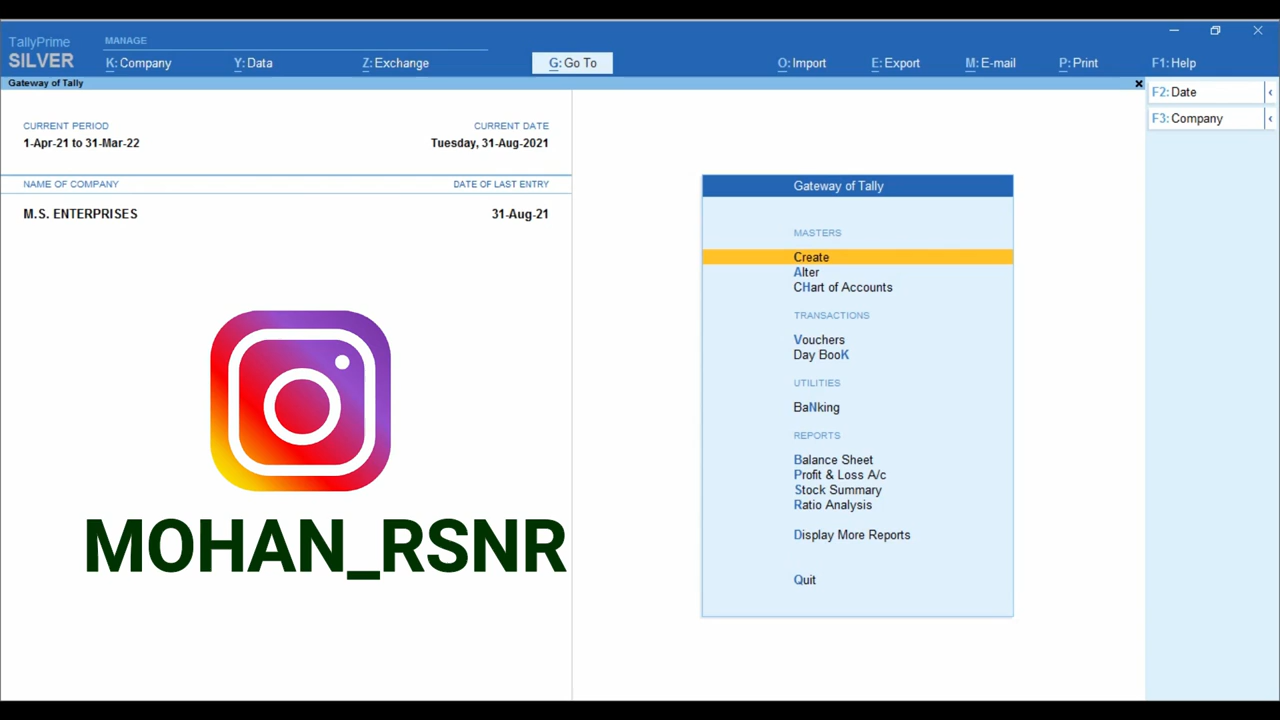 TallyPrime
SILVER
MANAGE
K: Company
Y: Data
Z: Exchange
G: Go To
O: Import
E: Export
M: E-mail
P: Print
F1: Help
Gateway of Tally
F2: Date
F3: Company
CURRENT PERIOD
CURRENT DATE
1-Apr-21 to 31-Mar-22
Tuesday, 31-Aug-2021
NAME OF COMPANY
DATE OF LAST ENTRY
M.S. ENTERPRISES
31-Aug-21
MOHAN_RSNR
Gateway of Tally
MASTERS
Create
Alter
CHart of Accounts
TRANSACTIONS
Vouchers
Day BooK
UTILITIES
BaNking
REPORTS
Balance Sheet
Profit & Loss A/c
Stock Summary
Ratio Analysis
Display More Reports
Quit